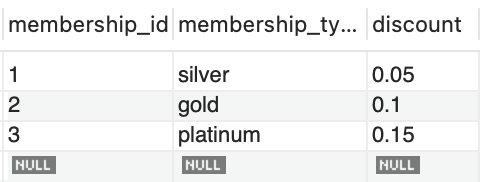 membership_id membership_ty... discount
1 silver 0.05
2 gold 0.1
3 platinum 0.15
NULL NULL NULL